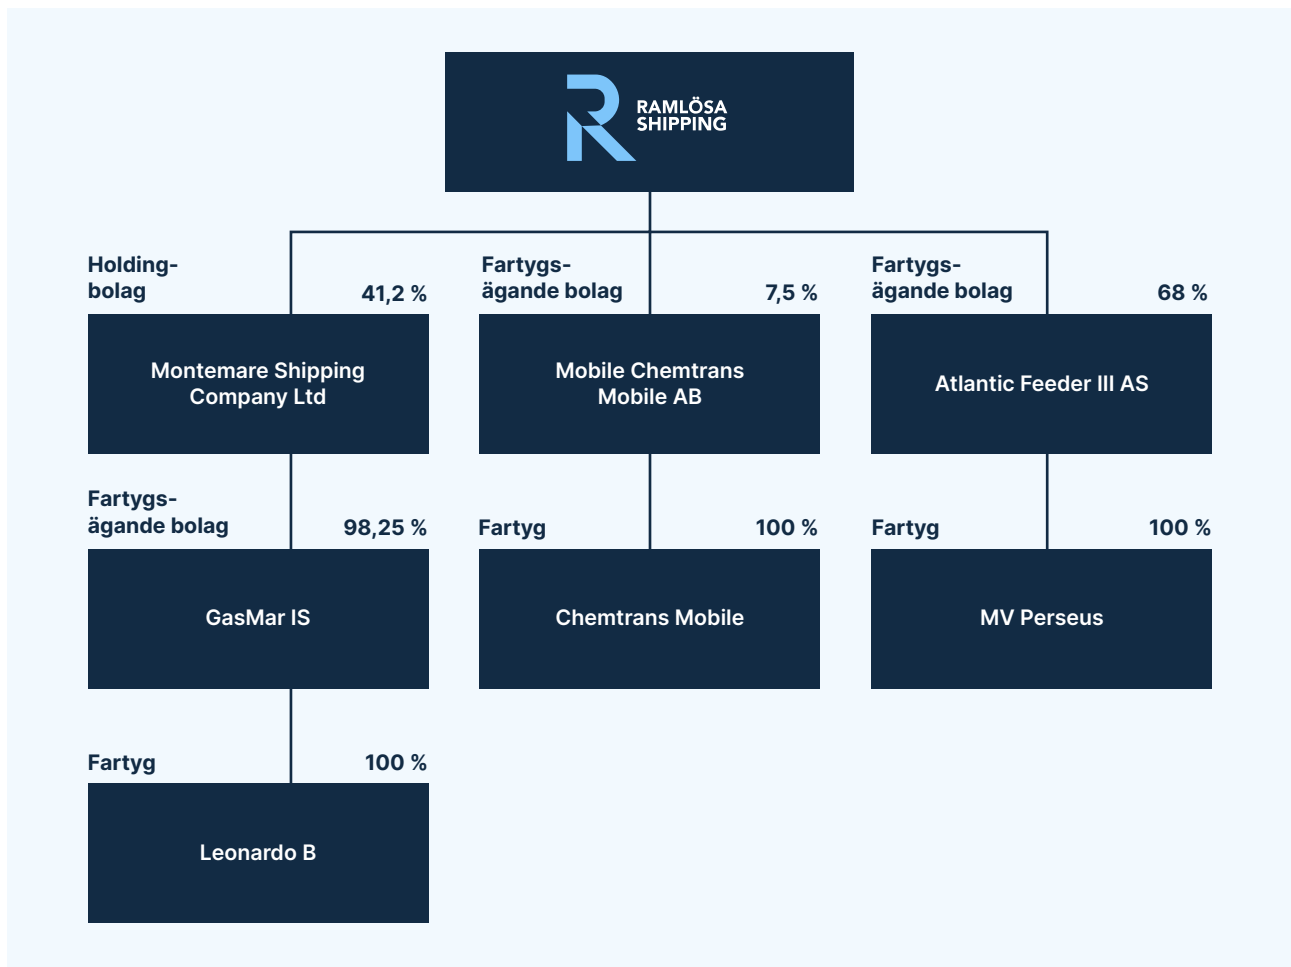 RAMLÖSA
SHIPPING
Holding-
bolag
41,2 %
Fartygs-
ägande bolag
7,5 %
Fartygs-
ägande bolag
68 %
Montemare Shipping
Company Ltd
Mobile Chemtrans
Mobile AB
Atlantic Feeder III AS
Fartygs-
ägande bolag
98,25 %
Fartyg
100 %
Fartyg
100 %
GasMar IS
Chemtrans Mobile
MV Perseus
Fartyg
100 %
Leonardo B